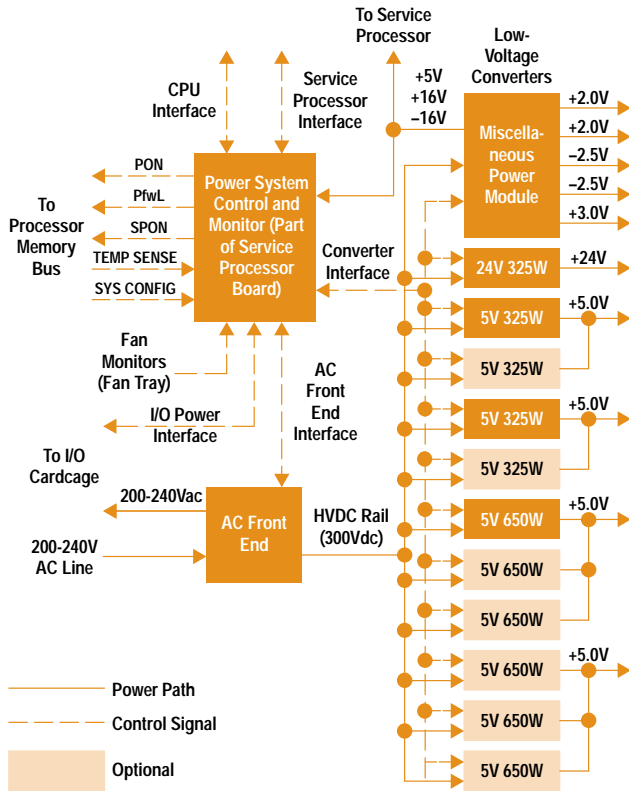 To Service
Processor
Low-
Voltage
Converters
+5V
+16V
–16V
CPU
Interface
Service
Processor
Interface
Miscella-
neous
Power
Module
+2.0V
+2.0V
–2.5V
–2.5V
+3.0V
To
Processor
Memory
Bus
PON
PfwL
SPON
TEMP SENSE
SYS CONFIG
Power System
Control and
Monitor (Part
of Service
Processor
Board)
Converter
Interface
24V 325W
+24V
5V 325W
+5.0V
5V 325W
5V 325W
+5.0V
5V 325W
5V 650W
+5.0V
5V 650W
5V 650W
5V 650W
+5.0V
5V 650W
5V 650W
Fan
Monitors
(Fan Tray)
AC
Front
End
Interface
I/O Power
Interface
To I/O
Cardcage
200-240Vac
AC Front
End
HVDC Rail
(300Vdc)
200-240V
AC Line
Power Path
Control Signal
Optional